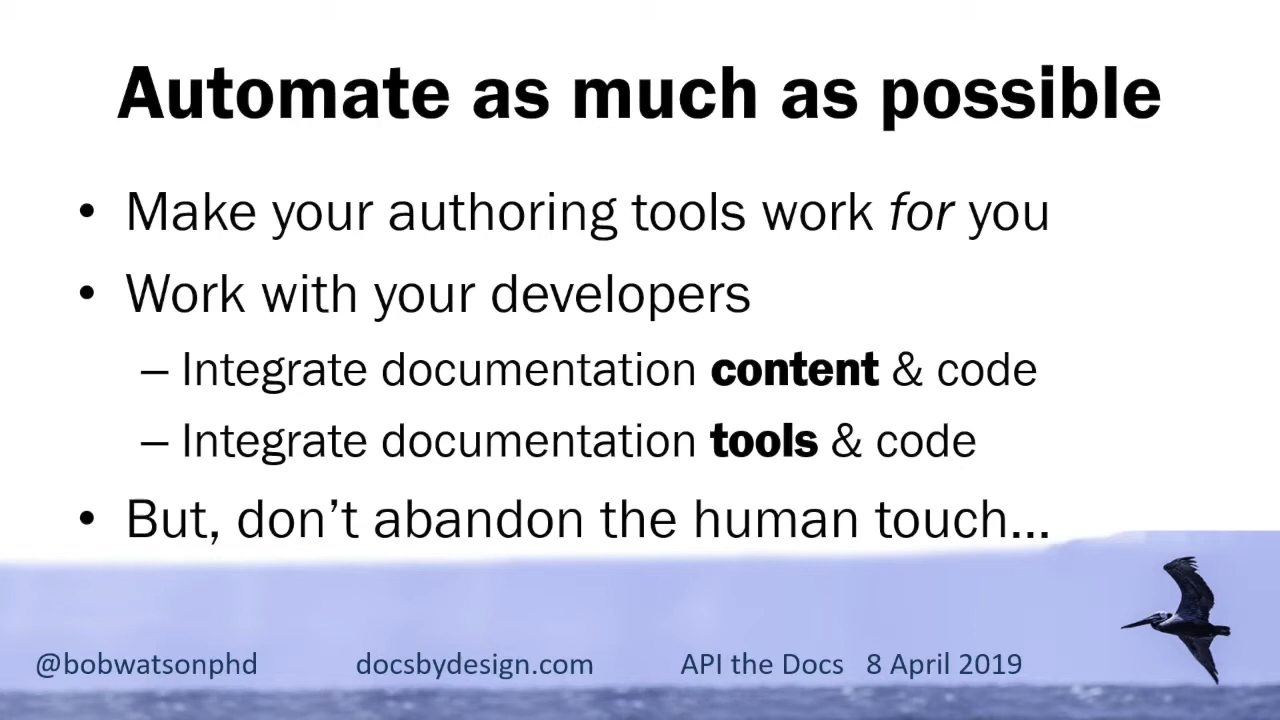 Automate as much as possible
• Make your authoring tools work for you
• Work with your developers
– Integrate documentation content & code
– Integrate documentation tools & code
• But, don’t abandon the human touch…
@bobwatsonphd docsbydesign.com API the Docs 8 April 2019